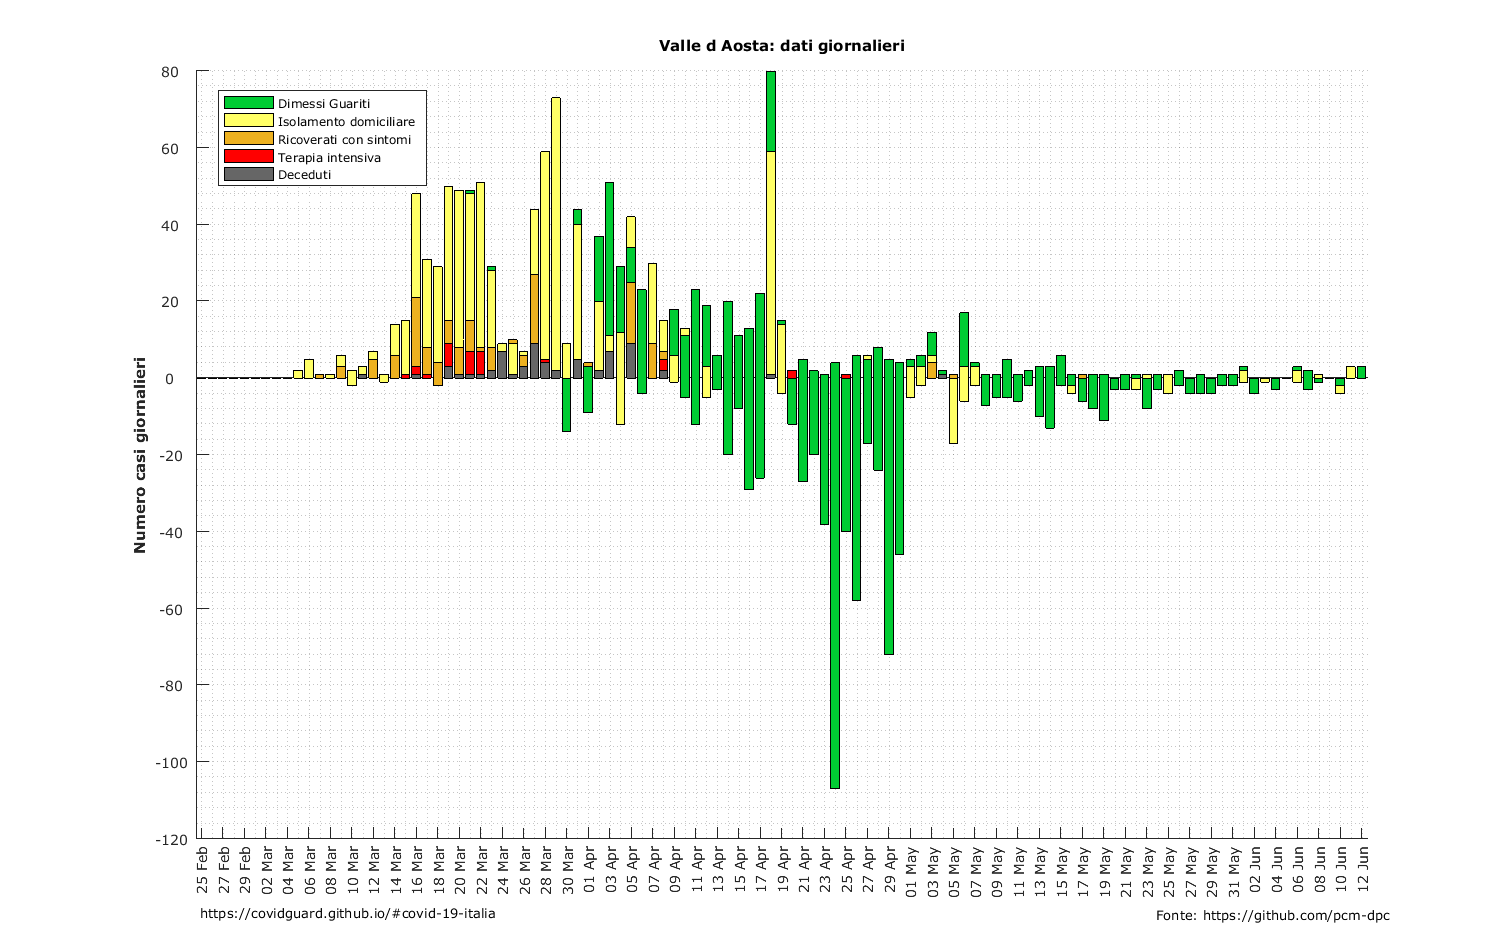 Valle d Aosta: dati giornalieri
80
60
40
20
0
-20
-40
-60
-80
-100
-120
Numero casi giornalieri
Dimessi Guariti
Isolamento domiciliare
Ricoverati con sintomi
Terapia intensiva
Deceduti
25 Feb
27 Feb
29 Feb
02 Mar
04 Mar
06 Mar
08 Mar
10 Mar
12 Mar
14 Mar
16 Mar
18 Mar
20 Mar
22 Mar
24 Mar
26 Mar
28 Mar
30 Mar
01 Apr
03 Apr
05 Apr
07 Apr
09 Apr
11 Apr
13 Apr
15 Apr
17 Apr
19 Apr
21 Apr
23 Apr
25 Apr
27 Apr
29 Apr
01 May
03 May
05 May
07 May
09 May
11 May
13 May
15 May
17 May
19 May
21 May
23 May
25 May
27 May
29 May
31 May
02 Jun
04 Jun
06 Jun
08 Jun
10 Jun
12 Jun
https://covidguard.github.io/#covid-19-italia
Fonte: https://github.com/pcm-dpc